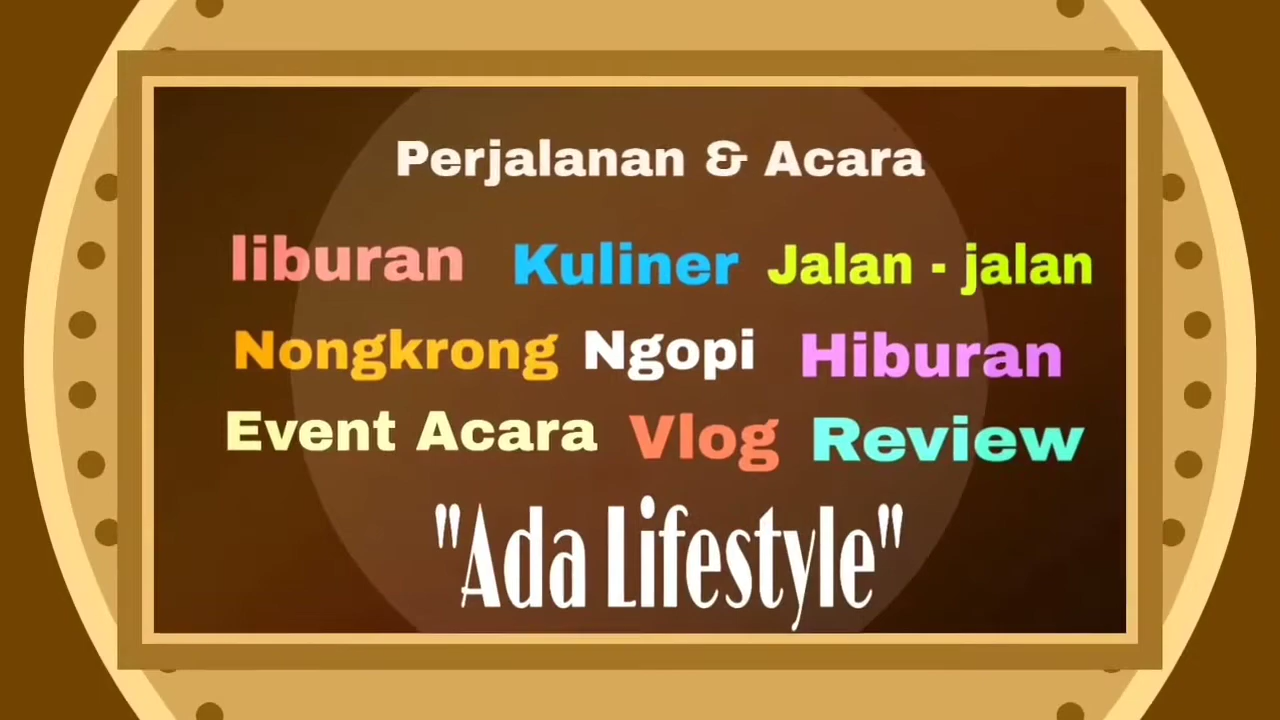 Perjalanan & Acara
liburan Kuliner Jalan - jalan
Nongkrong Ngopi Hiburan
Event Acara Vlog Review
"Ada Lifestyle"